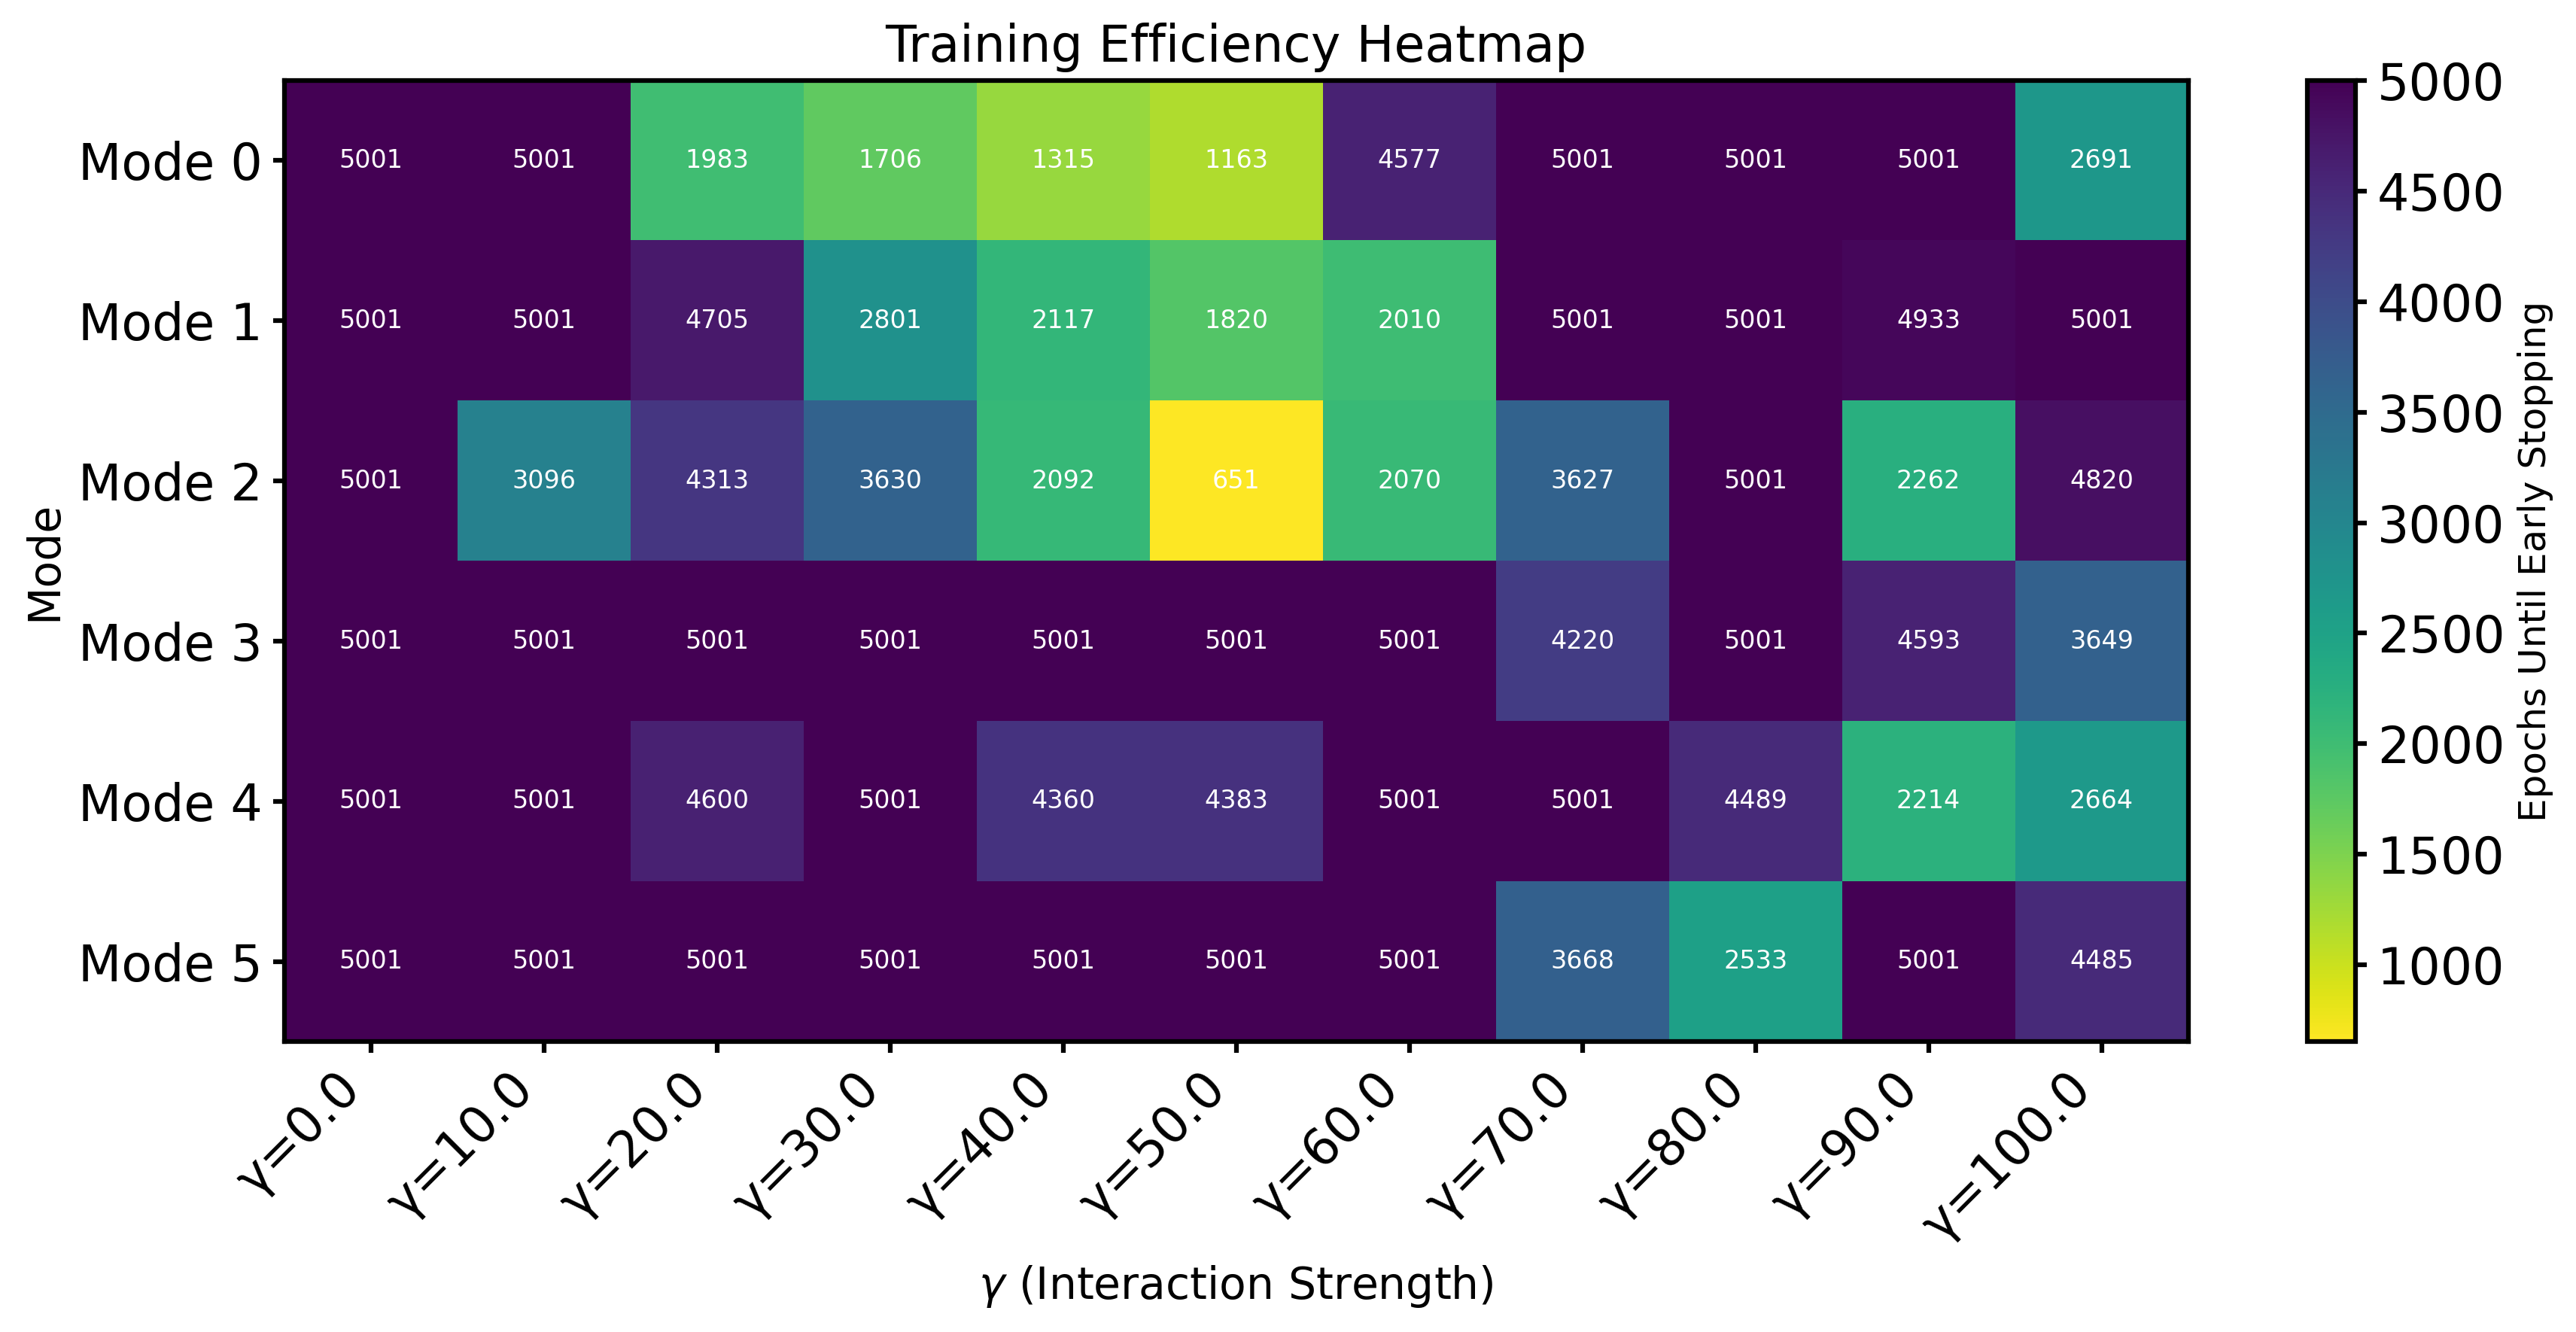 Training Efficiency Heatmap
Mode 0 5001 5001 1983 1706 1315 1163 4577 5001 5001 5001 2691
Mode 1 5001 5001 4705 2801 2117 1820 2010 5001 5001 4933 5001
Mode 2 5001 3096 4313 3630 2092 651 2070 3627 5001 2262 4820
Mode 3 5001 5001 5001 5001 5001 5001 5001 4220 5001 4593 3649
Mode 4 5001 5001 4600 5001 4360 4383 5001 5001 4489 2214 2664
Mode 5 5001 5001 5001 5001 5001 5001 5001 3668 2533 5001 4485
Mode
γ=0.0 γ=10.0 γ=20.0 γ=30.0 γ=40.0 γ=50.0 γ=60.0 γ=70.0 γ=80.0 γ=90.0 γ=100.0
γ (Interaction Strength)
5000
4500
4000
3500
3000
2500
2000
1500
1000
Epochs Until Early Stopping